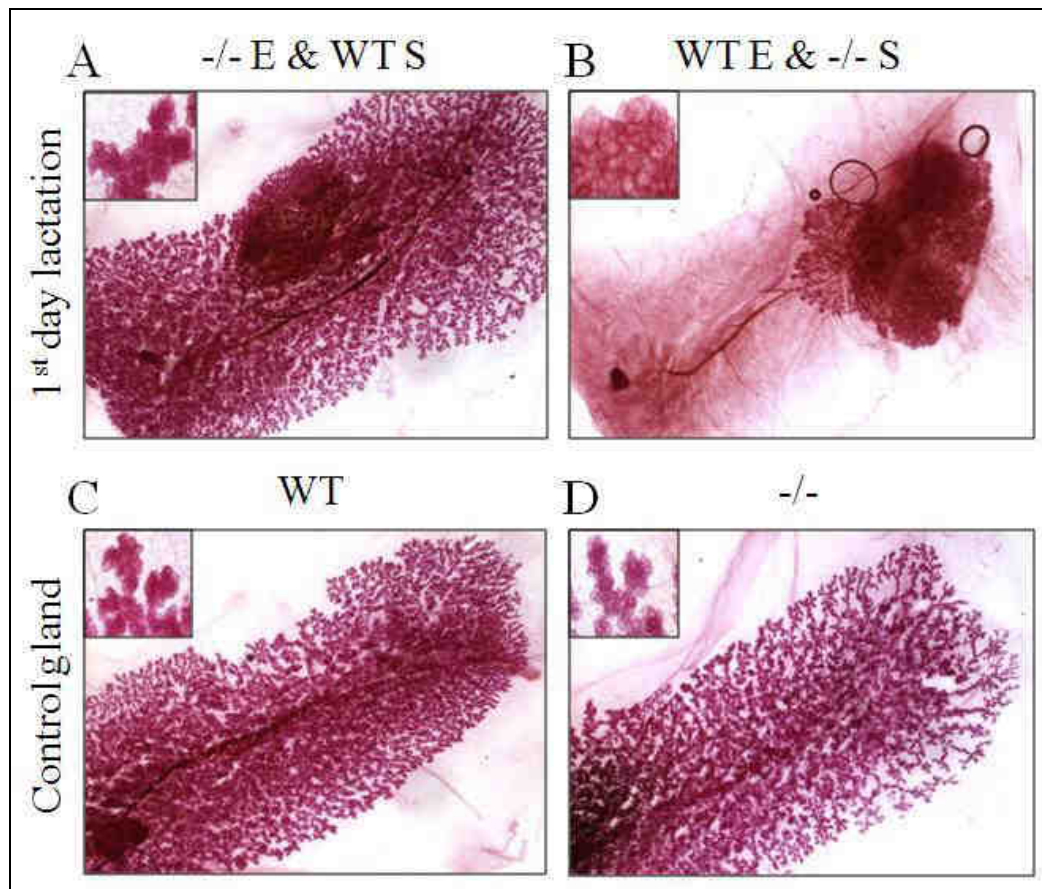 A -/- E & WT S
B WT E & -/- S
1st day lactation
C WT
D -/-
Control gland